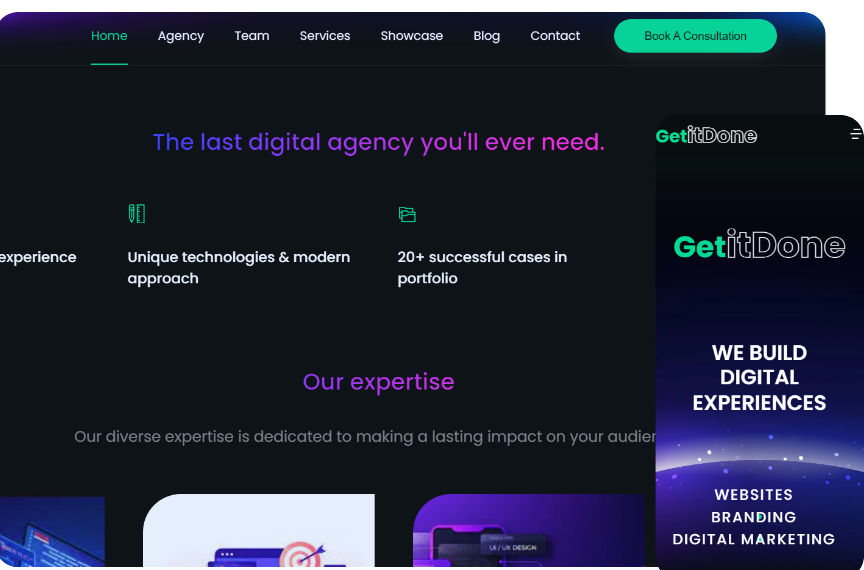 Home Agency Team Services Showcase Blog Contact Book A Consultation
The last digital agency you'll ever need.
experience
Unique technologies & modern
approach
20+ successful cases in
portfolio
Our expertise
Our diverse expertise is dedicated to making a lasting impact on your
UI / UX DESIGN
GetitDone
GetitDone
WE BUILD
DIGITAL
EXPERIENCES
WEBSITES
BRANDING
DIGITAL MARKETING